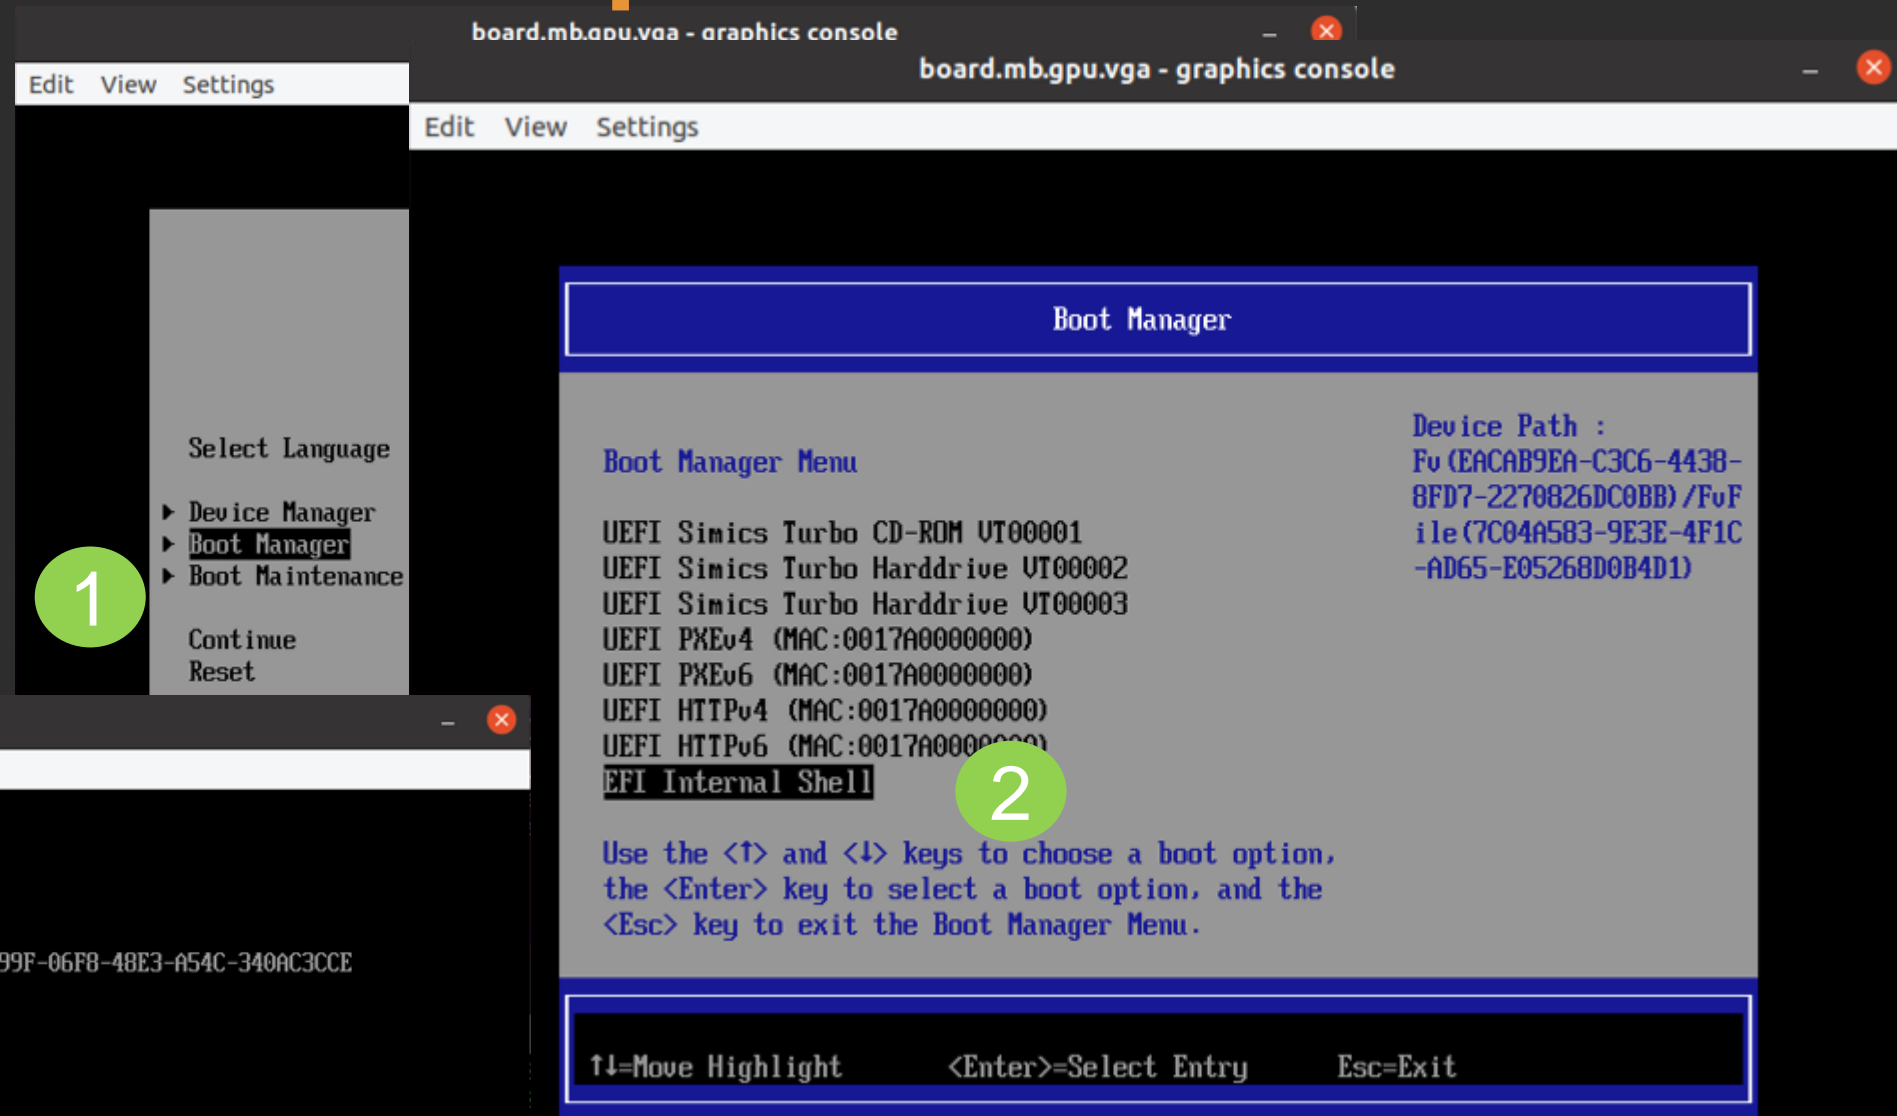 board.mb.gpu.vga - graphics console
Edit View Settings
Select Language
Device Manager
Boot Manager
Boot Maintenance
Continue
Reset
1
99F-06F8-48E3-A54C-340AC3CCE
board.mb.gpu.vga - graphics console
Edit View Settings
Boot Manager
Boot Manager Menu
UEFI Simics Turbo CD-ROM VT00001
UEFI Simics Turbo Harddrive VT00002
UEFI Simics Turbo Harddrive VT00003
UEFI PXEv4 (MAC:0017A0000000)
UEFI PXEv6 (MAC:0017A0000000)
UEFI HTTPv4 (MAC:0017A0000000)
UEFI HTTPv6 (MAC:0017A0000000)
EFI Internal Shell
2
Use the <↑> and <↓> keys to choose a boot option,
the <Enter> key to select a boot option, and the
<Esc> key to exit the Boot Manager Menu.
Device Path :
Fv(EACAB9EA-C3C6-4438-
8FD7-2270826DC0BB)/FvF
ile(7C04A583-9E3E-4F1C
-AD65-E05268D0B4D1)
↑↓=Move Highlight <Enter>=Select Entry Esc=Exit